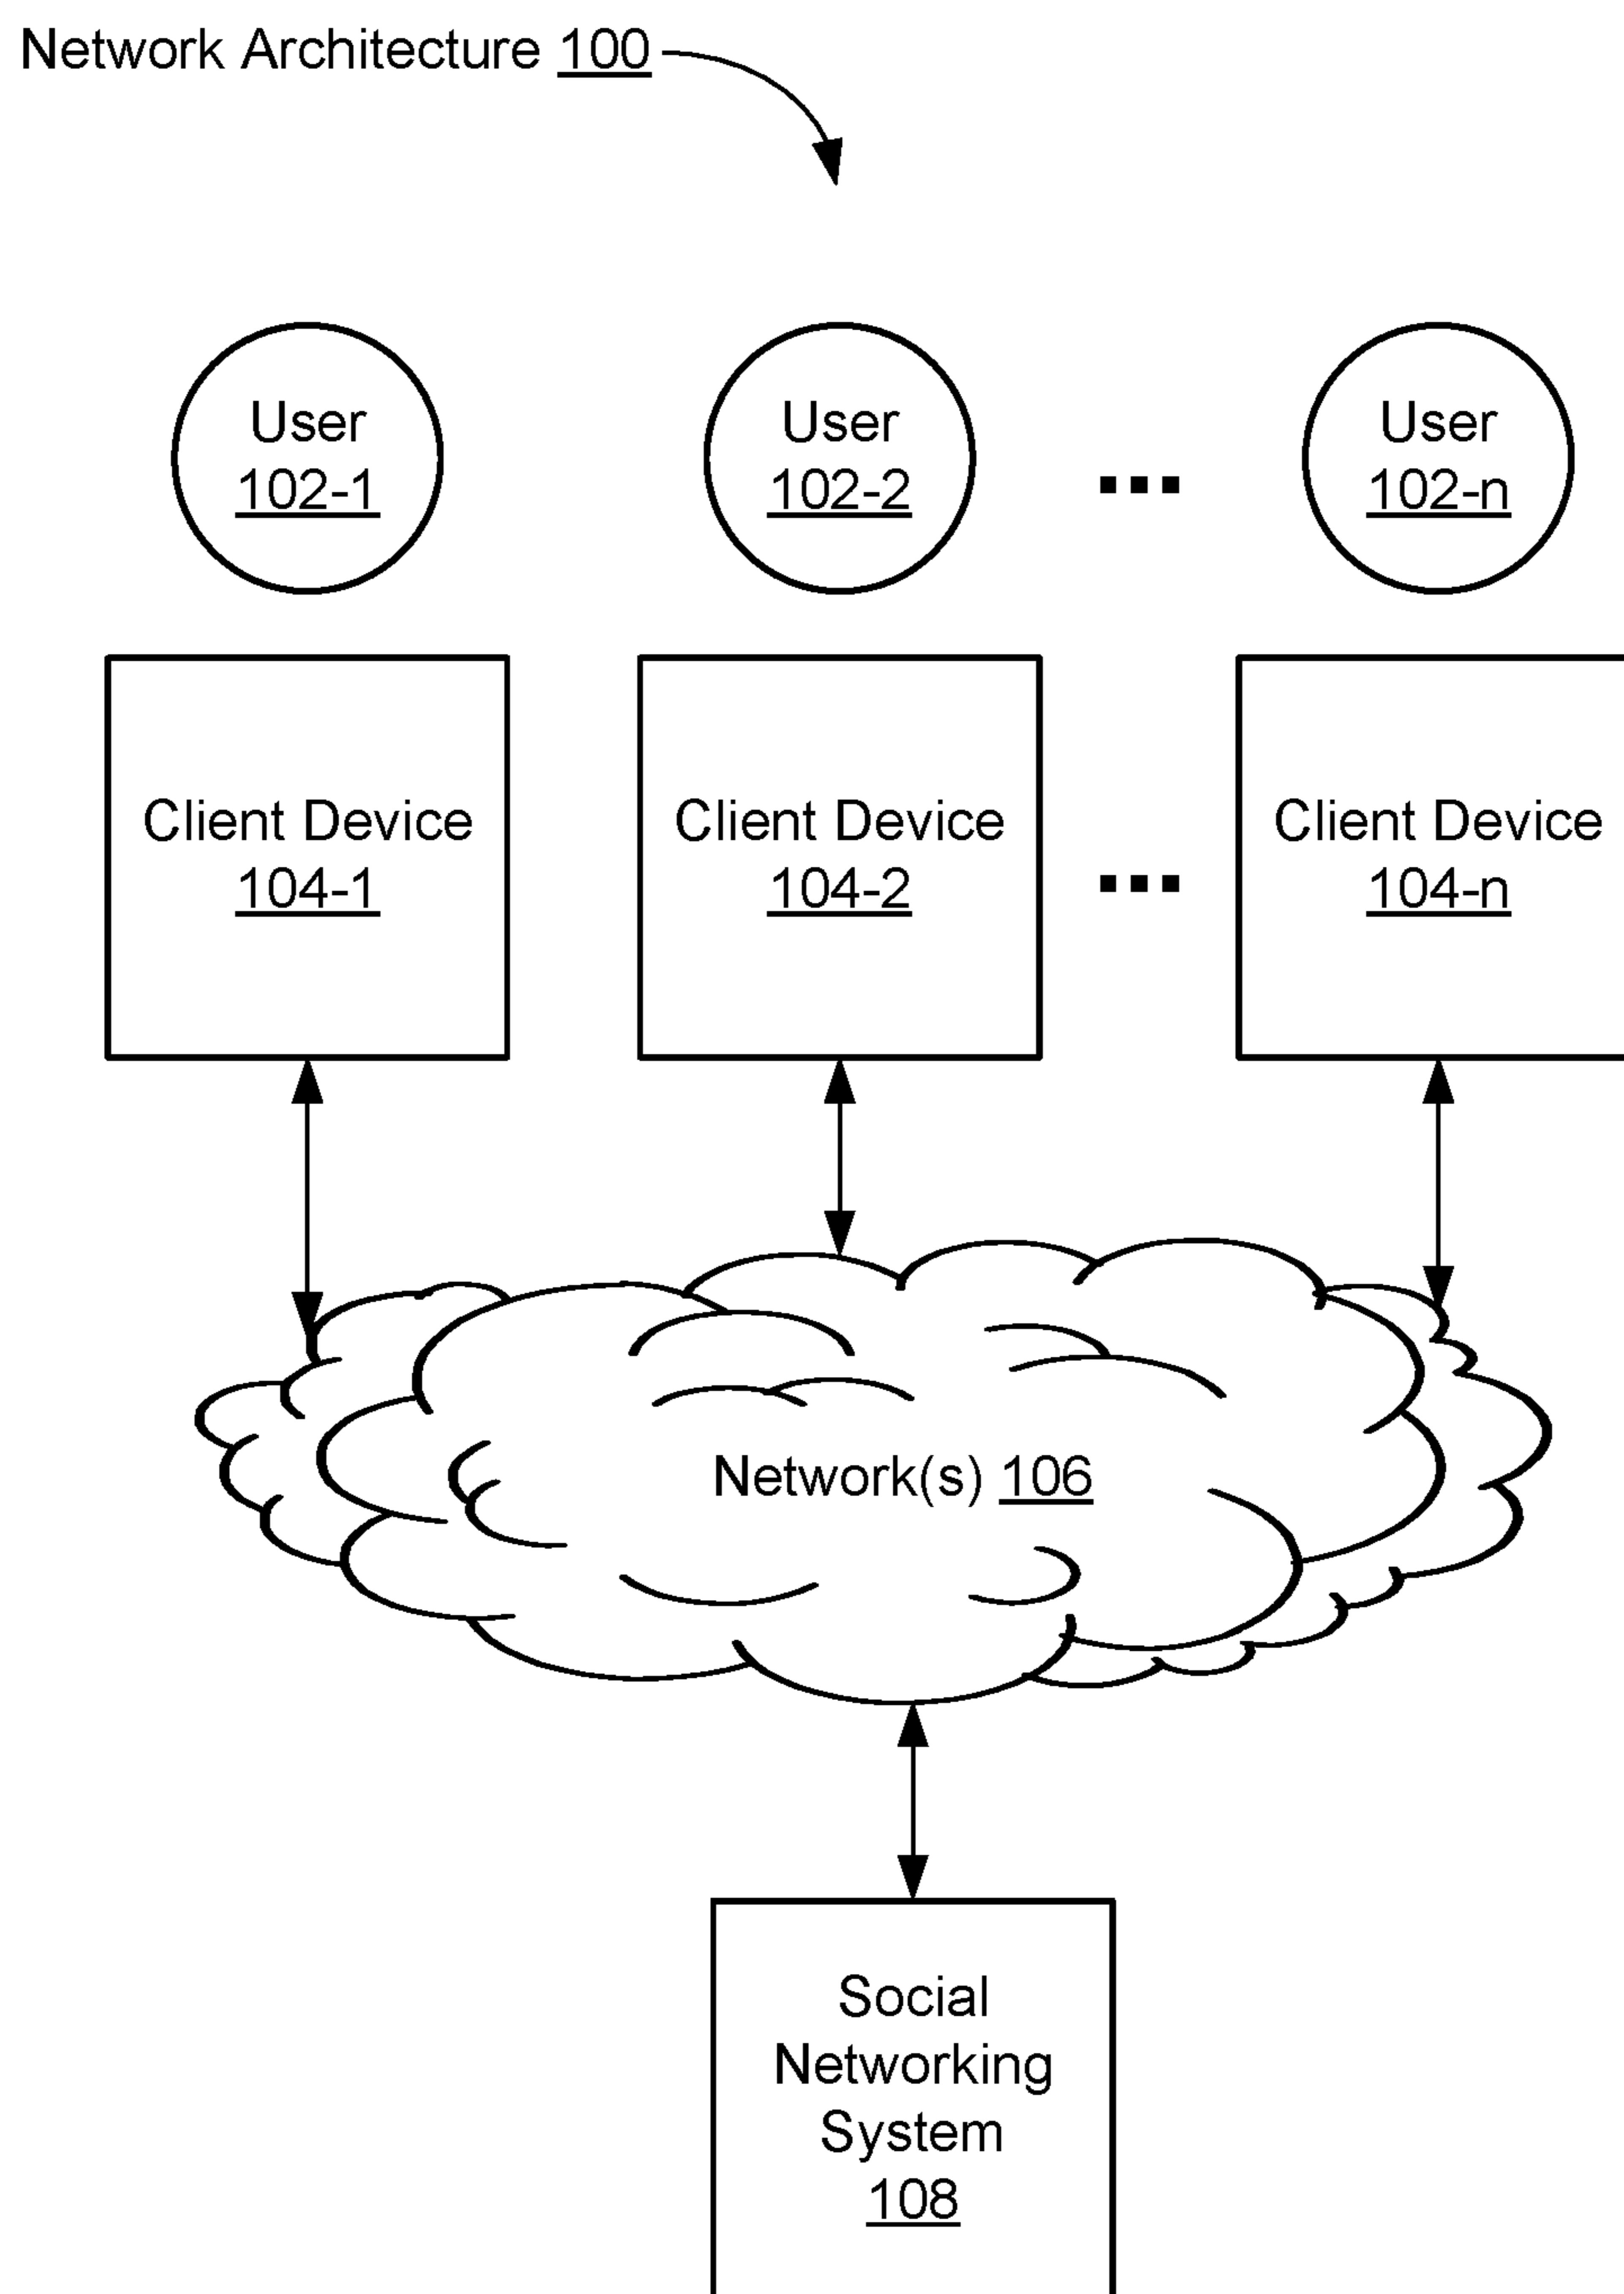 Network Architecture 100
User
102-1
User
102-2
User
102-n
Client Device
104-1
Client Device
104-2
Client Device
104-n
Network(s) 106
Social
Networking
System
108